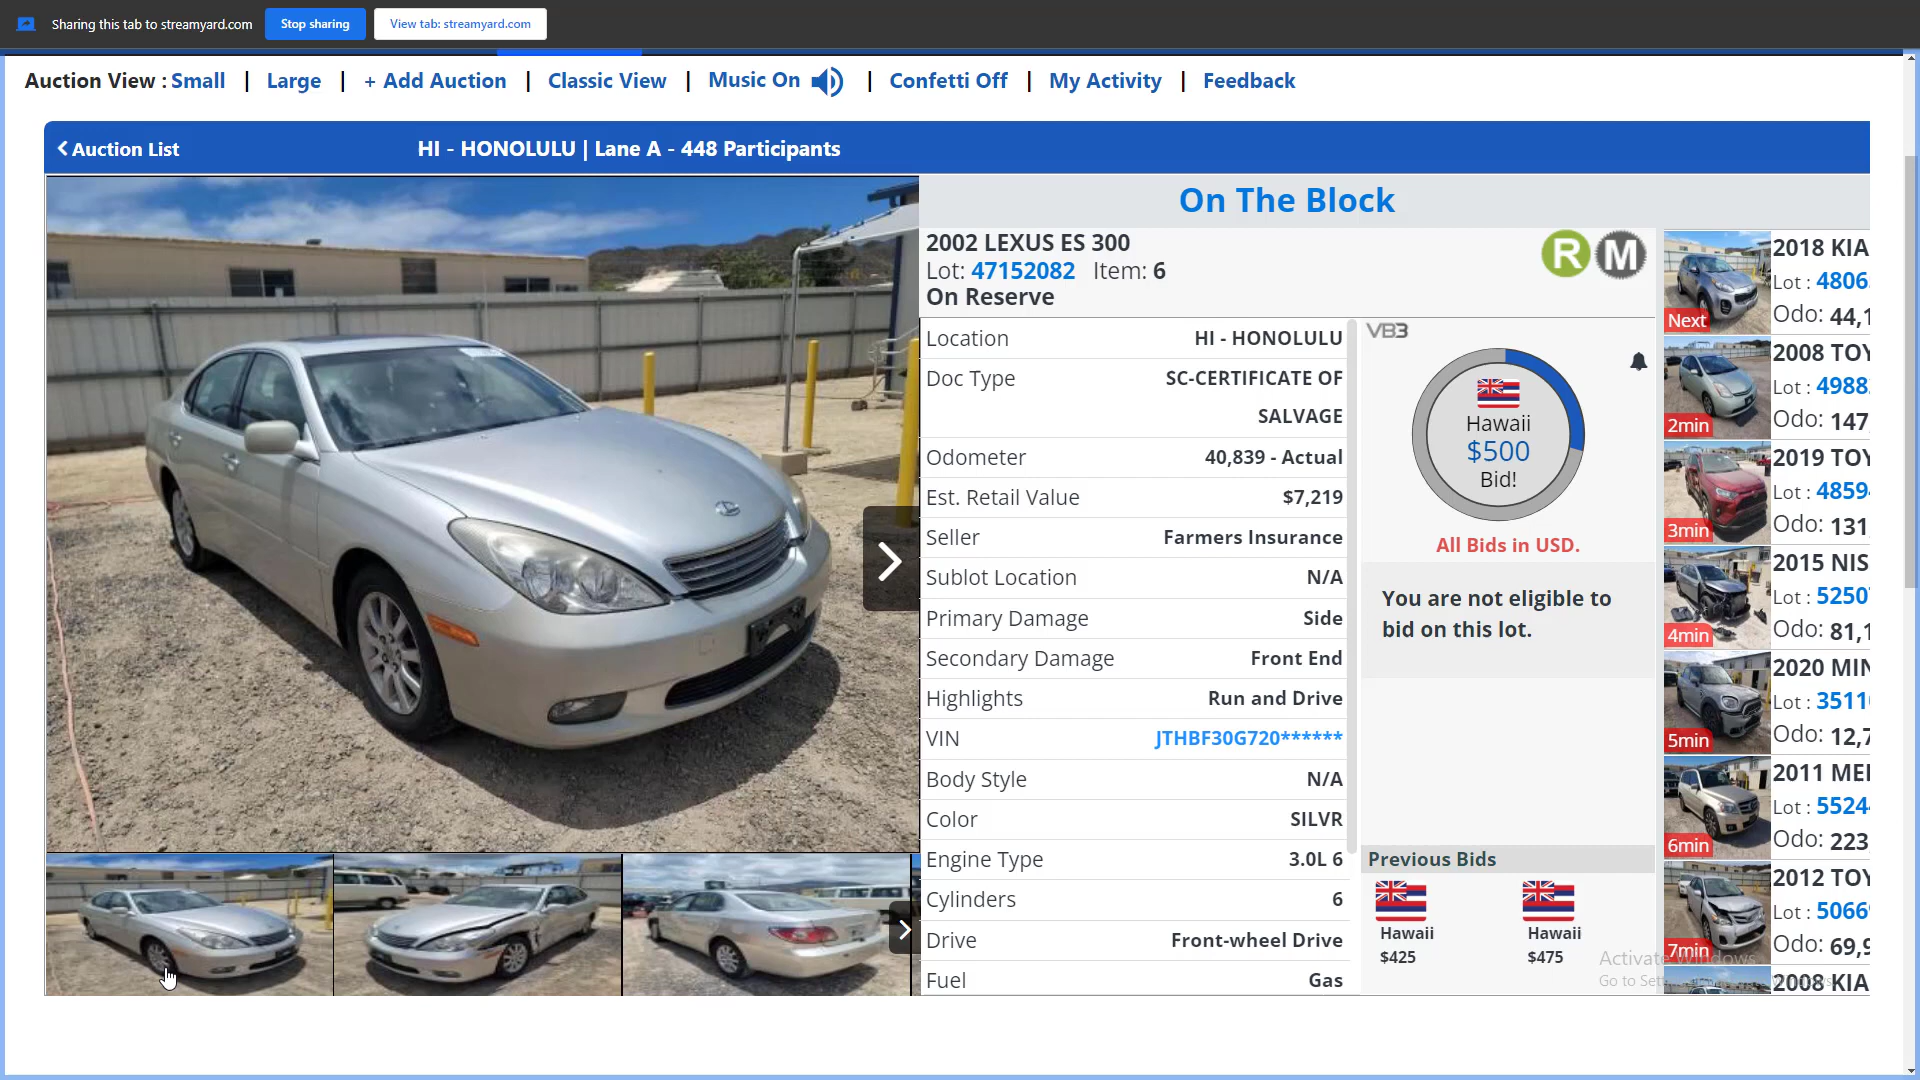 Sharing this tab to streamyard.com
Stop sharing
View tab: streamyard.com
Auction View : Small | Large | + Add Auction | Classic View | Music On | Confetti Off | My Activity | Feedback
Auction List
HI - HONOLULU | Lane A - 448 Participants
On The Block
2002 LEXUS ES 300
Lot: 47152082 Item: 6
On Reserve
R M
Location HI - HONOLULU
Doc Type SC-CERTIFICATE OF
SALVAGE
Odometer 40,839 - Actual
Est. Retail Value $7,219
Seller Farmers Insurance
Sublot Location N/A
Primary Damage Side
Secondary Damage Front End
Highlights Run and Drive
VIN JTHBF30G720******
Body Style N/A
Color SILVR
Engine Type 3.0L 6
Cylinders 6
Drive Front-wheel Drive
Fuel Gas
VB3
Hawaii
$500
Bid!
All Bids in USD.
You are not eligible to
bid on this lot.
Previous Bids
Hawaii
$425
Hawaii
$475
2018 KIA
Lot : 4806
Odo: 44,1
Next
2008 TOY
Lot : 4988
Odo: 147,
2min
2019 TOY
Lot : 4859
Odo: 131,
3min
2015 NIS
Lot : 5250
Odo: 81,1
4min
2020 MIN
Lot : 3511
Odo: 12,7
5min
2011 MER
Lot : 5524
Odo: 223,
6min
2012 TOY
Lot : 5066
Odo: 69,9
7min
2008 KIA
Activate Windows
Go to Set